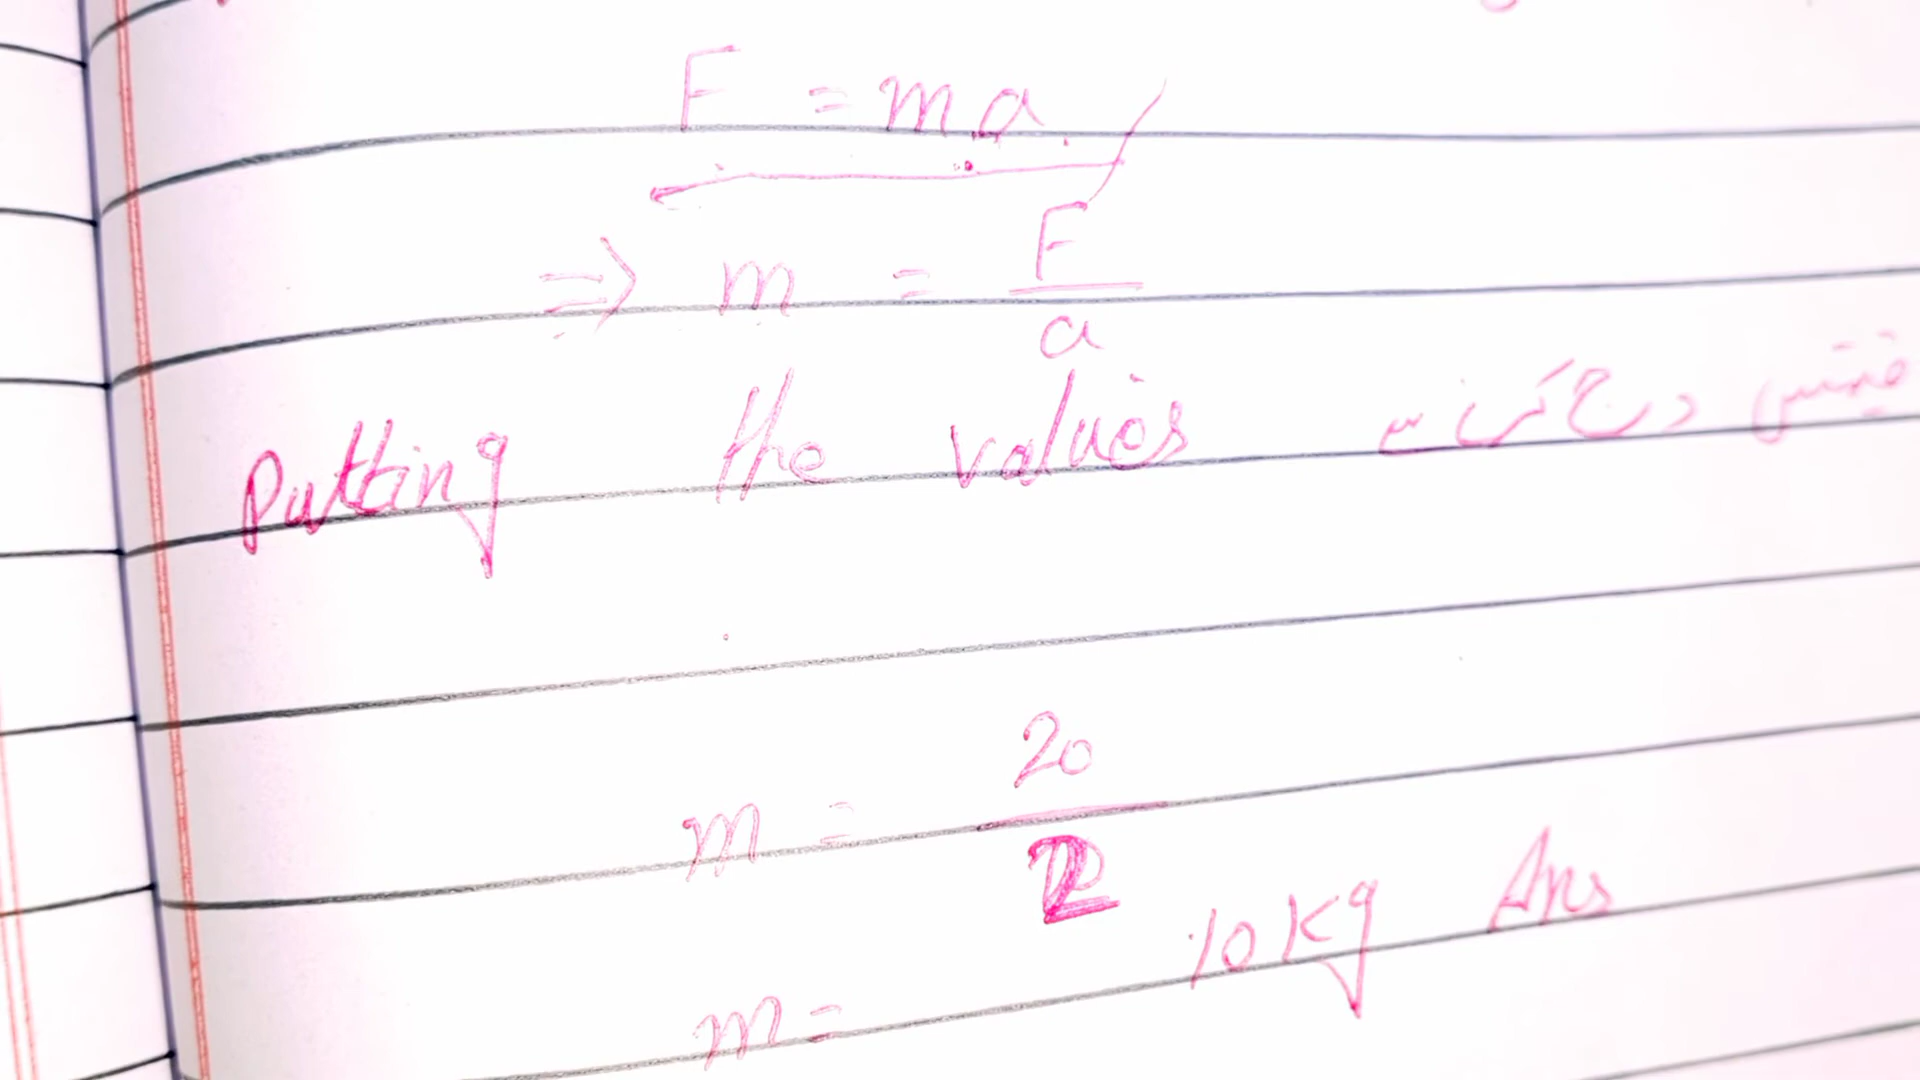 F = ma
⇒ m = F/a
Putting the values قیمتیں درج کرنے سے
m = 20/2
m = 10 Kg Ans